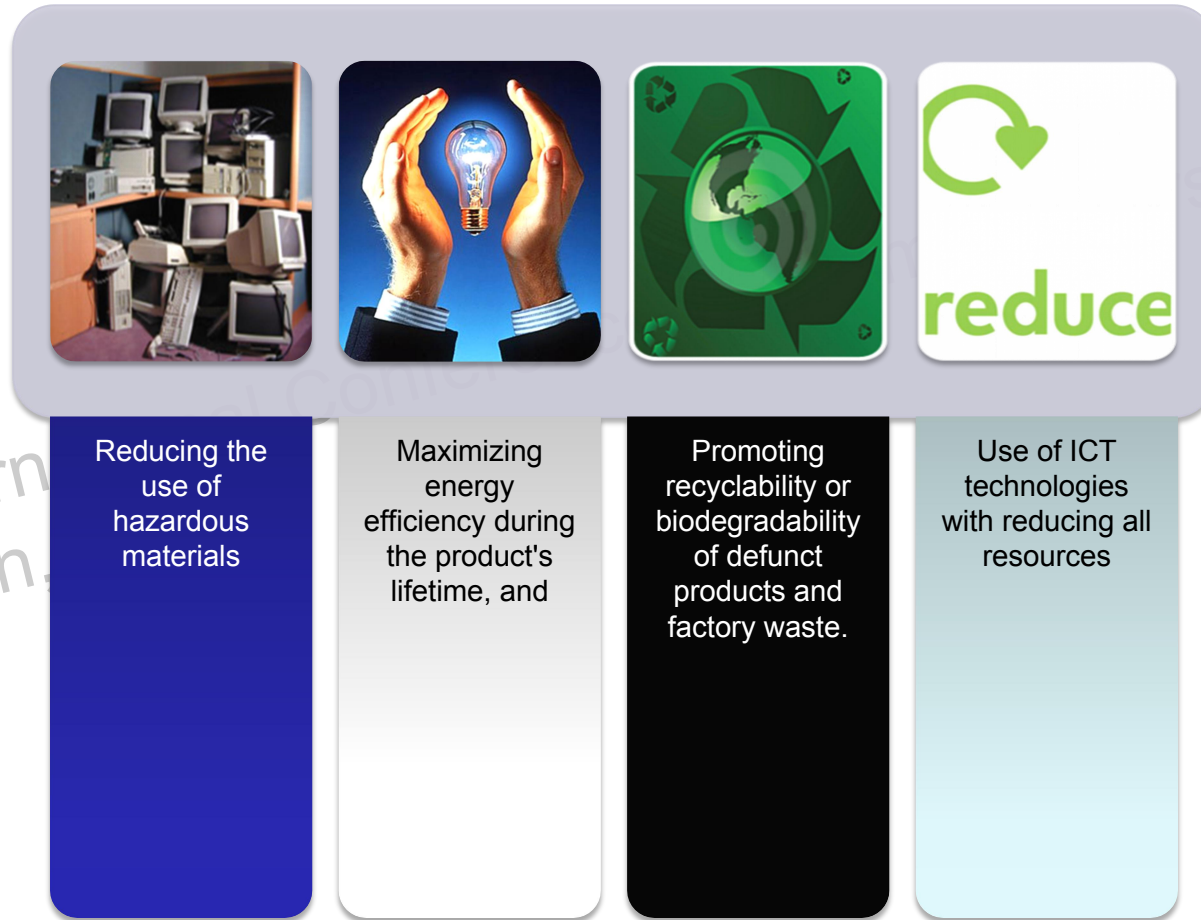 reduce
Reducing the
use of
hazardous
materials
Maximizing
energy
efficiency during
the product's
lifetime, and
Promoting
recyclability or
biodegradability
of defunct
products and
factory waste.
Use of ICT
technologies
with reducing all
resources